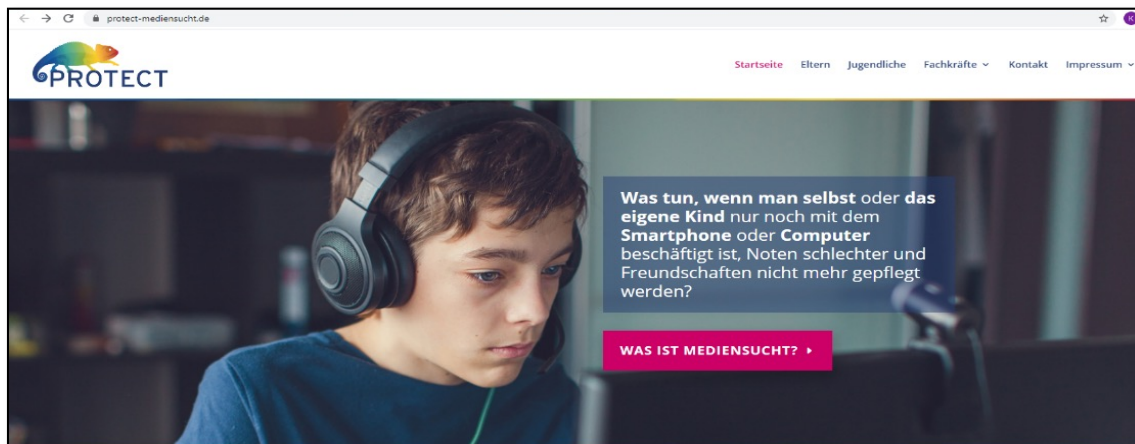 protect-mediensucht.de
K
PROTECT
Startseite Eltern Jugendliche Fachkräfte Kontakt Impressum
Was tun, wenn man selbst oder das
eigene Kind nur noch mit dem
Smartphone oder Computer
beschäftigt ist, Noten schlechter und
Freundschaften nicht mehr gepflegt
werden?
WAS IST MEDIENSUCHT?